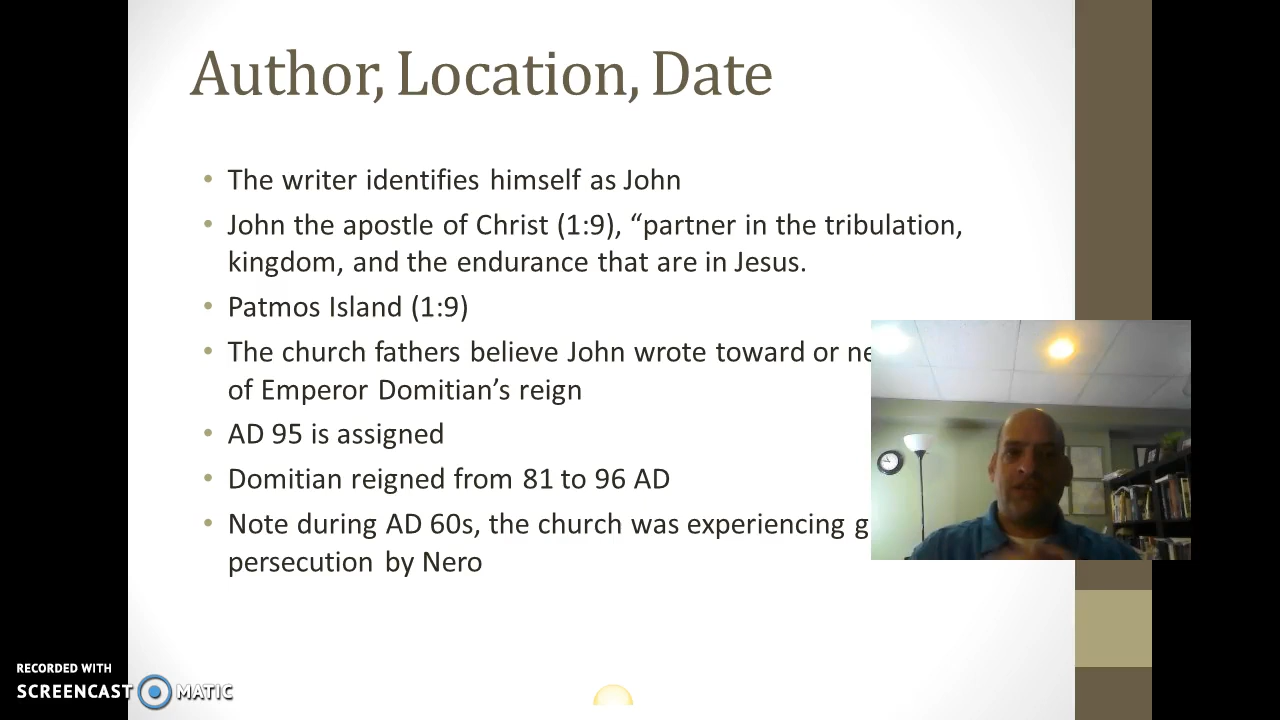 Author, Location, Date
• The writer identifies himself as John
• John the apostle of Christ (1:9), “partner in the tribulation,
kingdom, and the endurance that are in Jesus.
• Patmos Island (1:9)
• The church fathers believe John wrote toward or
of Emperor Domitian’s reign
• AD 95 is assigned
• Domitian reigned from 81 to 96 AD
• Note during AD 60s, the church was experiencing
persecution by Nero
RECORDED WITH
SCREENCAST MATIC